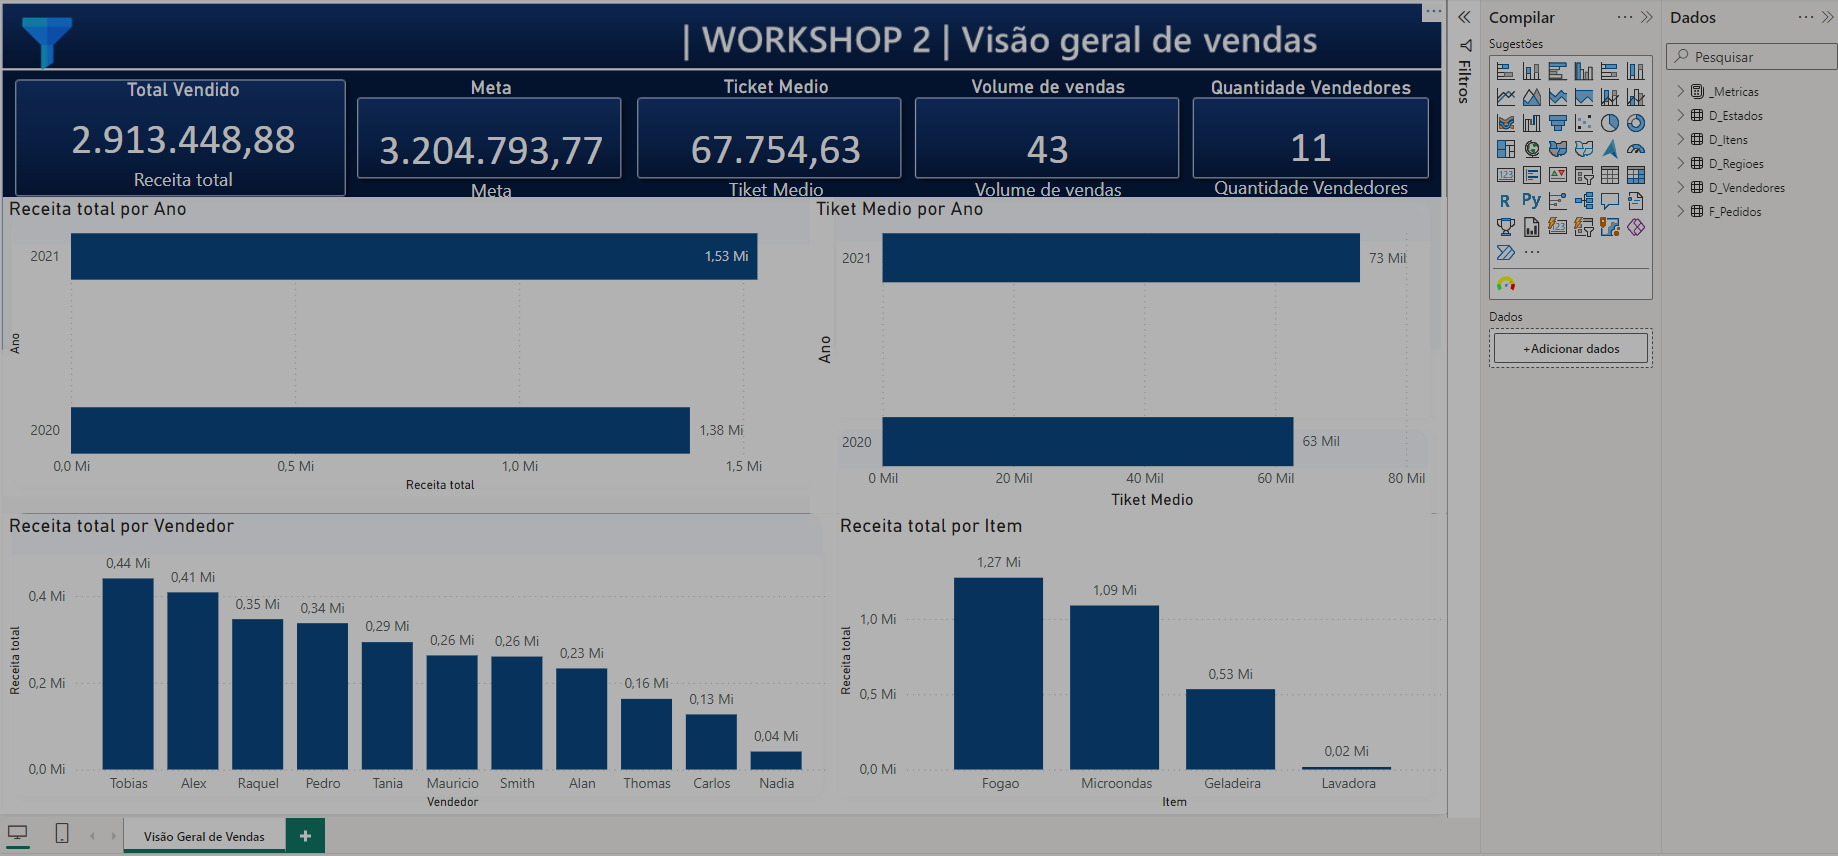 | WORKSHOP 2 | Visão geral de vendas
Total Vendido
2.913.448,88
Receita total
Meta
3.204.793,77
Meta
Ticket Medio
67.754,63
Tiket Medio
Volume de vendas
43
Volume de vendas
Quantidade Vendedores
11
Quantidade Vendedores
Receita total por Ano
Ano
2021
1,53 Mi
2020
1,38 Mi
0,0 Mi 0,5 Mi 1,0 Mi 1,5 Mi
Receita total
Tiket Medio por Ano
Ano
2021
73 Mil
2020
63 Mil
0 Mil 20 Mil 40 Mil 60 Mil 80 Mil
Tiket Medio
Receita total por Vendedor
Receita total
0,4 Mi
0,2 Mi
0,0 Mi
0,44 Mi 0,41 Mi 0,35 Mi 0,34 Mi 0,29 Mi 0,26 Mi 0,26 Mi 0,23 Mi 0,16 Mi 0,13 Mi 0,04 Mi
Tobias Alex Raquel Pedro Tania Mauricio Smith Alan Thomas Carlos Nadia
Vendedor
Receita total por Item
Receita total
1,0 Mi
0,5 Mi
0,0 Mi
1,27 Mi 1,09 Mi 0,53 Mi 0,02 Mi
Fogao Microondas Geladeira Lavadora
Item
Visão Geral de Vendas
+
Filtros
Compilar
Sugestões
123
R Py
123
Dados
+Adicionar dados
Dados
Pesquisar
_Metricas
D_Estados
D_Itens
D_Regioes
D_Vendedores
F_Pedidos